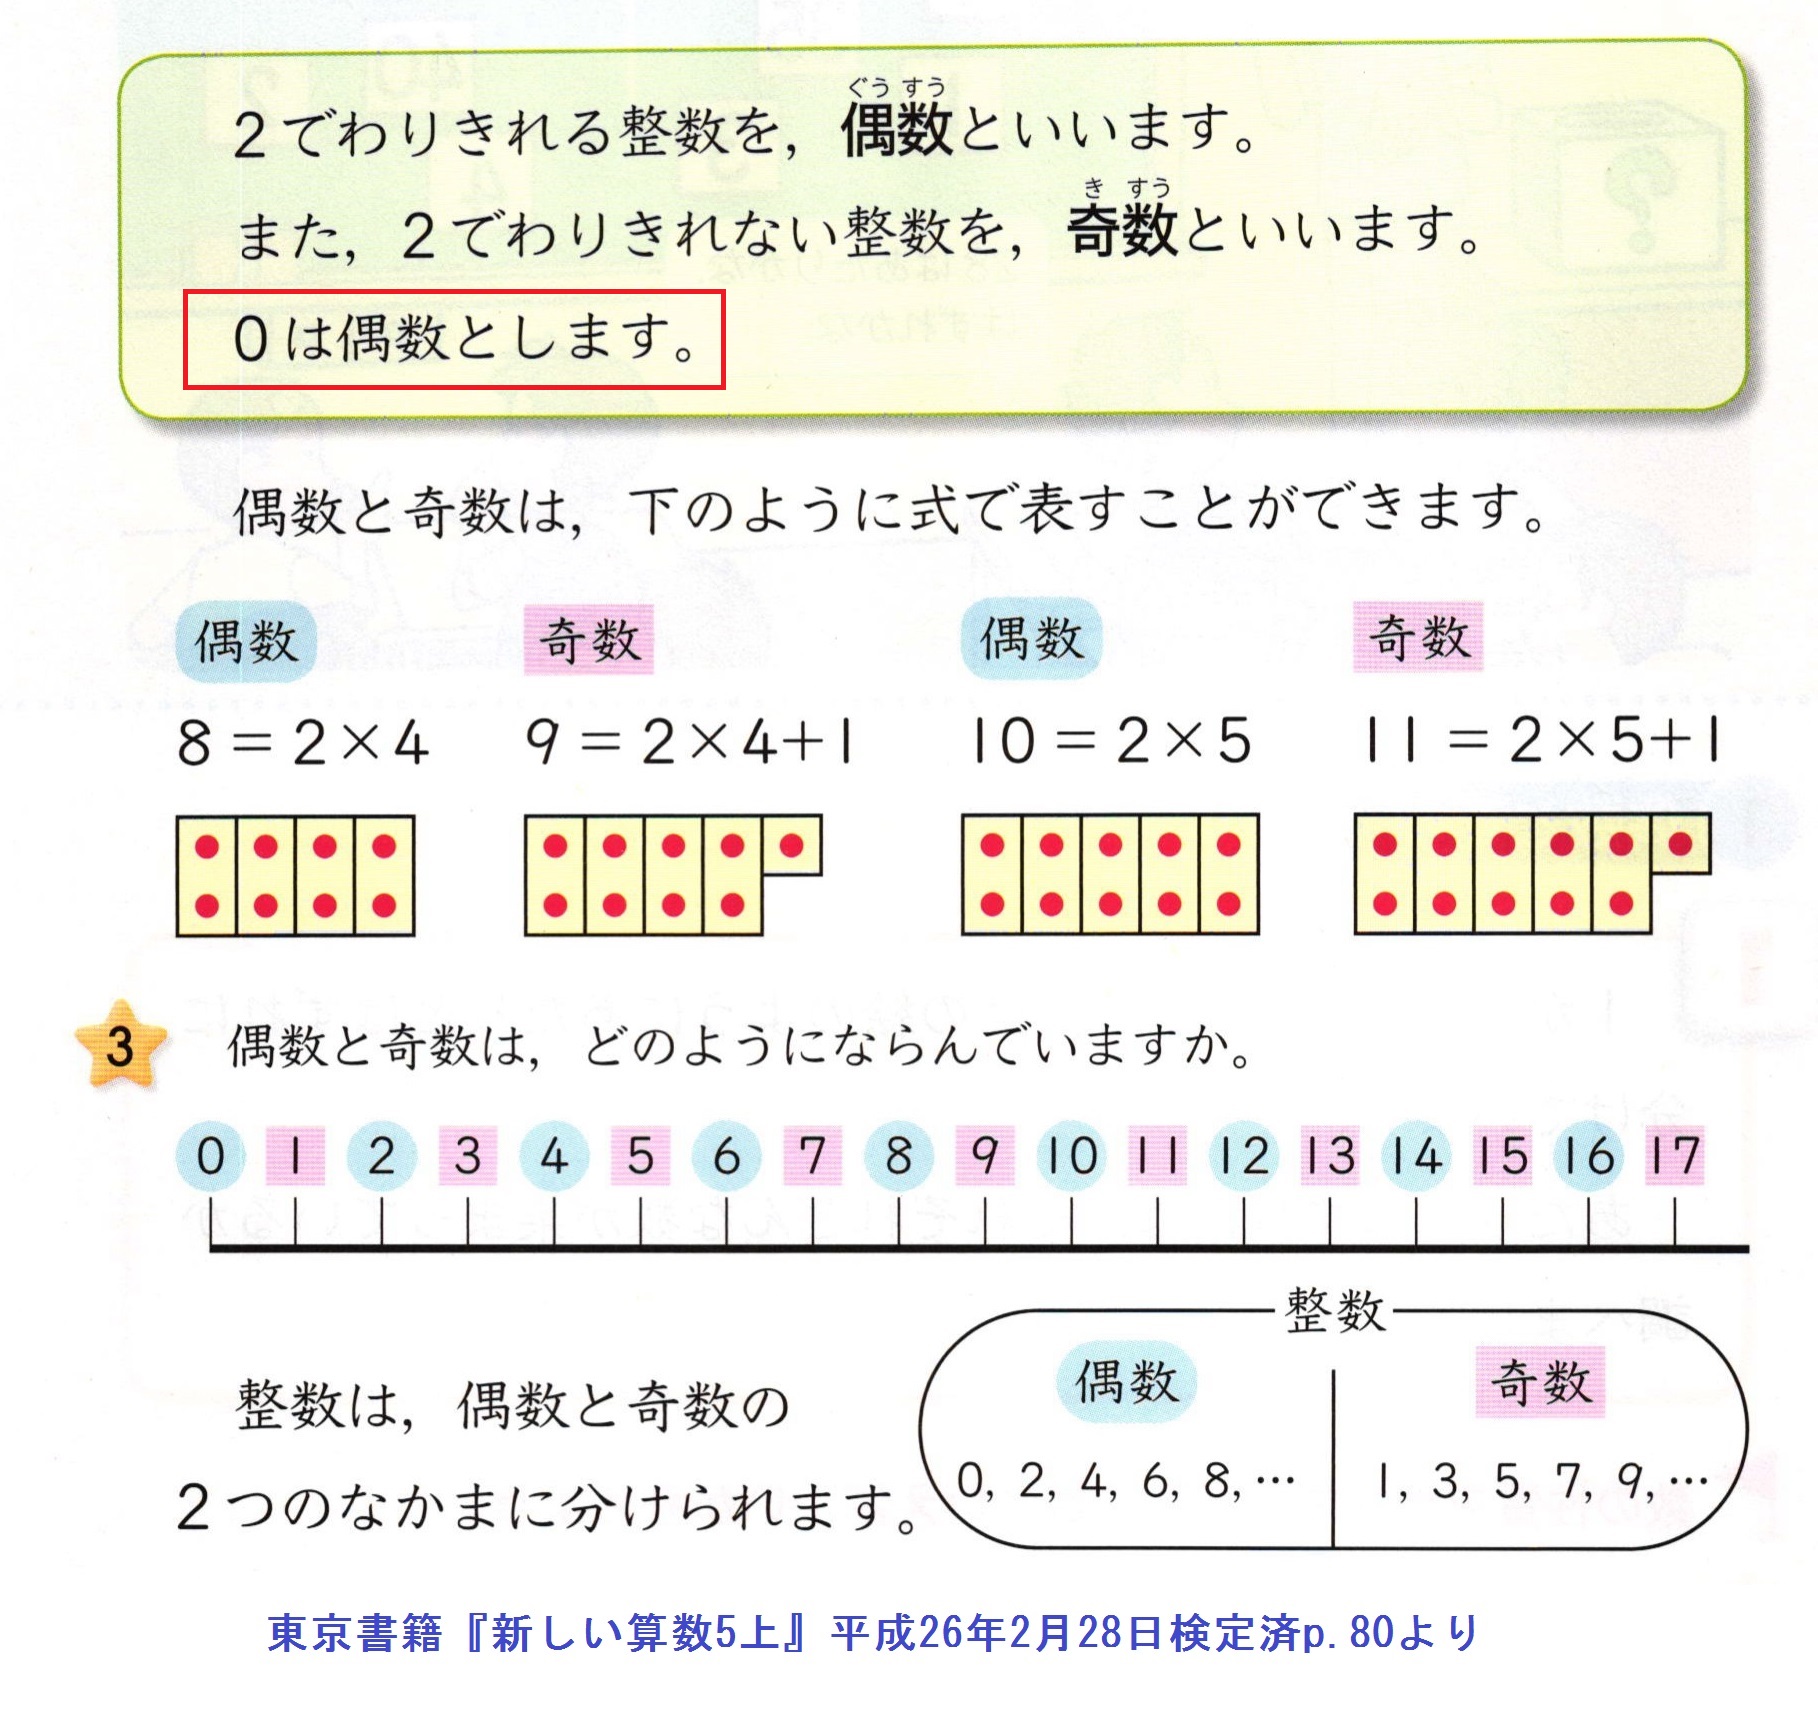 ぐうすう
2でわりきれる整数を，偶数といいます。
きすう
また，2でわりきれない整数を，奇数といいます。
0は偶数とします。
偶数と奇数は，下のように式で表すことができます。
偶数 奇数 偶数 奇数
8＝2×4 9＝2×4＋1 10＝2×5 11＝2×5＋1
3 偶数と奇数は，どのようにならんでいますか。
0 1 2 3 4 5 6 7 8 9 10 11 12 13 14 15 16 17
整数
偶数 奇数
整数は，偶数と奇数の
0, 2, 4, 6, 8, … 1, 3, 5, 7, 9, …
2つのなかまに分けられます。
東京書籍『新しい算数5上』平成26年2月28日検定済p.80より